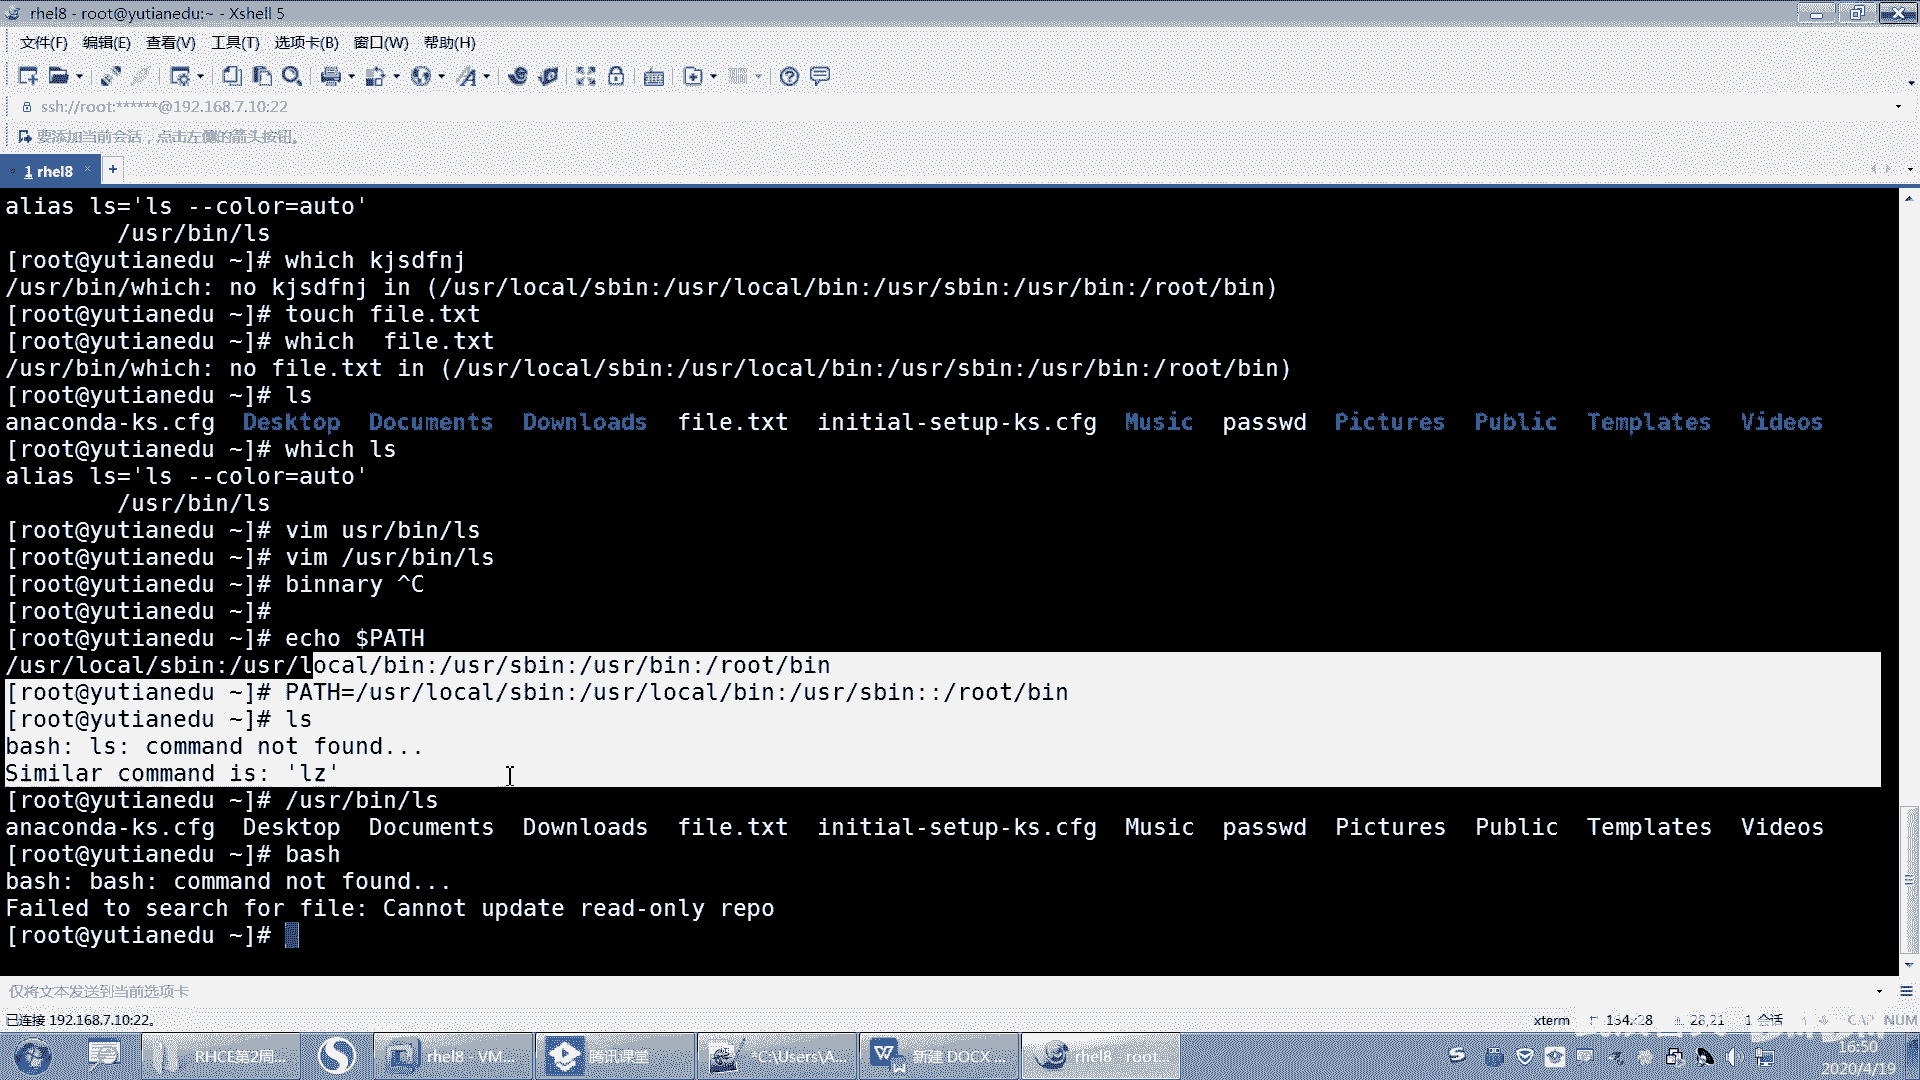 rhel8 - root@yutianedu:~ - Xshell 5
文件(F) 编辑(E) 查看(V) 工具(T) 选项卡(B) 窗口(W) 帮助(H)
ssh://root:******@192.168.7.10:22
要添加当前会话，点击左侧的箭头按钮。
1 rhel8
alias ls='ls --color=auto'
/usr/bin/ls
[root@yutianedu ~]# which kjsdfnj
/usr/bin/which: no kjsdfnj in (/usr/local/sbin:/usr/local/bin:/usr/sbin:/usr/bin:/root/bin)
[root@yutianedu ~]# touch file.txt
[root@yutianedu ~]# which  file.txt
/usr/bin/which: no file.txt in (/usr/local/sbin:/usr/local/bin:/usr/sbin:/usr/bin:/root/bin)
[root@yutianedu ~]# ls
anaconda-ks.cfg  Desktop  Documents  Downloads  file.txt  initial-setup-ks.cfg  Music  passwd  Pictures  Public  Templates  Videos
[root@yutianedu ~]# which ls
alias ls='ls --color=auto'
/usr/bin/ls
[root@yutianedu ~]# vim usr/bin/ls
[root@yutianedu ~]# vim /usr/bin/ls
[root@yutianedu ~]# binnary ^C
[root@yutianedu ~]#
[root@yutianedu ~]# echo $PATH
/usr/local/sbin:/usr/local/bin:/usr/sbin:/usr/bin:/root/bin
[root@yutianedu ~]# PATH=/usr/local/sbin:/usr/local/bin:/usr/sbin::/root/bin
[root@yutianedu ~]# ls
bash: ls: command not found...
Similar command is: 'lz'
[root@yutianedu ~]# /usr/bin/ls
anaconda-ks.cfg  Desktop  Documents  Downloads  file.txt  initial-setup-ks.cfg  Music  passwd  Pictures  Public  Templates  Videos
[root@yutianedu ~]# bash
bash: bash: command not found...
Failed to search for file: Cannot update read-only repo
[root@yutianedu ~]#
仅将文本发送到当前选项卡
已连接 192.168.7.10:22。 xterm 134x28 28,21 1 会话 CAP NUM
RHCE第2周... rhel8 - VM... 腾讯课堂 *C:\Users\A... 新建 DOCX ... rhel8 - root... 16:50
2020/4/19